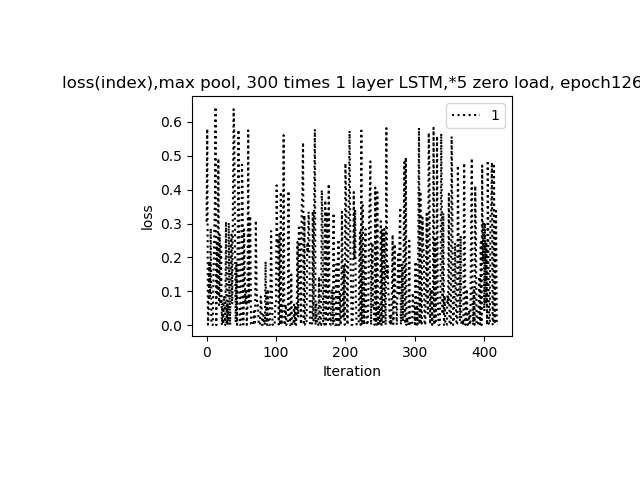 loss(index),max pool, 300 times 1 layer LSTM,*5 zero load, epoch126
1
0.6
0.5
0.4
0.3
0.2
0.1
0.0
loss
0 100 200 300 400
Iteration